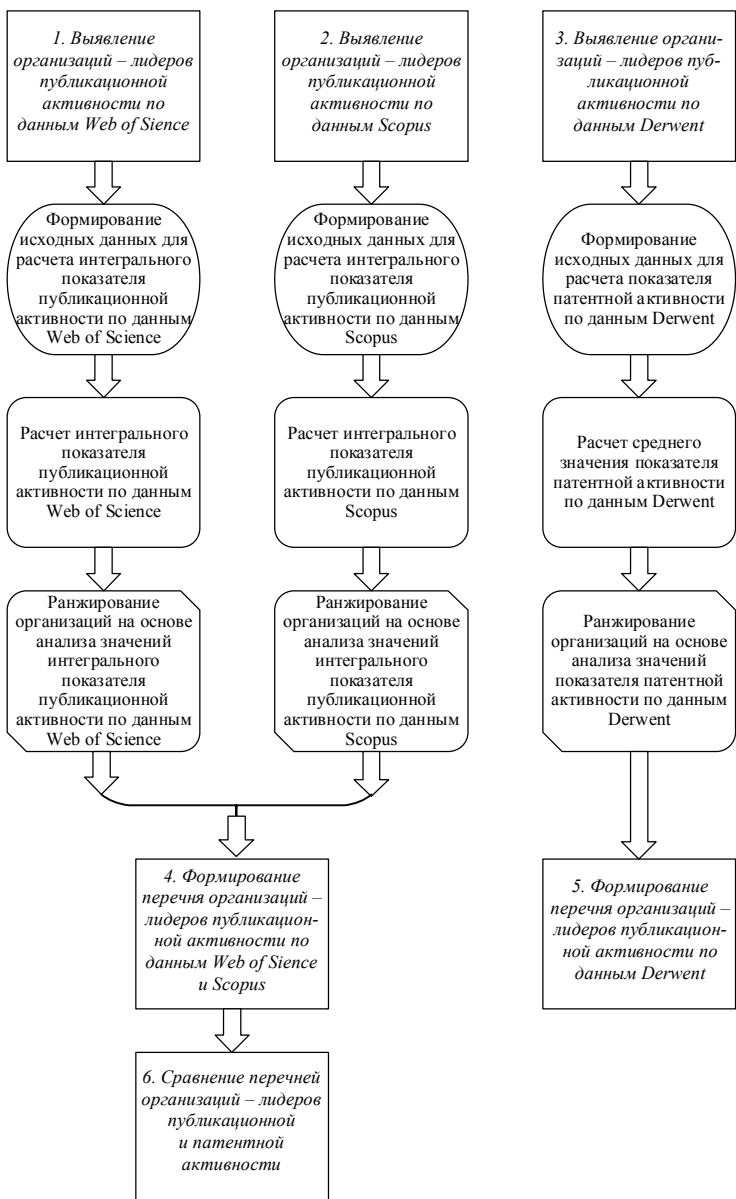 1. Выявление
организаций – лидеров
публикационной
активности по
данным Web of Sience
2. Выявление
организаций – лидеров
публикационной
активности по
данным Scopus
3. Выявление органи-
заций – лидеров пуб-
ликационной
активности по
данным Derwent
Формирование
исходных данных для
расчета интегрального
показателя
публикационной
активности по данным
Web of Science
Формирование
исходных данных для
расчета интегрального
показателя
публикационной
активности по данным
Scopus
Формирование
исходных данных для
расчета показателя
патентной активности
по данным Derwent
Расчет интегрального
показателя
публикационной
активности по данным
Web of Science
Расчет интегрального
показателя
публикационной
активности по данным
Scopus
Расчет среднего
значения показателя
патентной активности
по данным Derwent
Ранжирование
организаций на основе
анализа значений
интегрального
показателя
публикационной
активности по данным
Web of Science
Ранжирование
организаций на основе
анализа значений
интегрального
показателя
публикационной
активности по данным
Scopus
Ранжирование
организаций на основе
анализа значений
показателя патентной
активности по данным
Derwent
4. Формирование
перечня организаций –
лидеров публикацион-
ной активности по
данным Web of Sience
и Scopus
5. Формирование
перечня организаций –
лидеров публикацион-
ной активности по
данным Derwent
6. Сравнение перечней
организаций – лидеров
публикационной
и патентной
активности